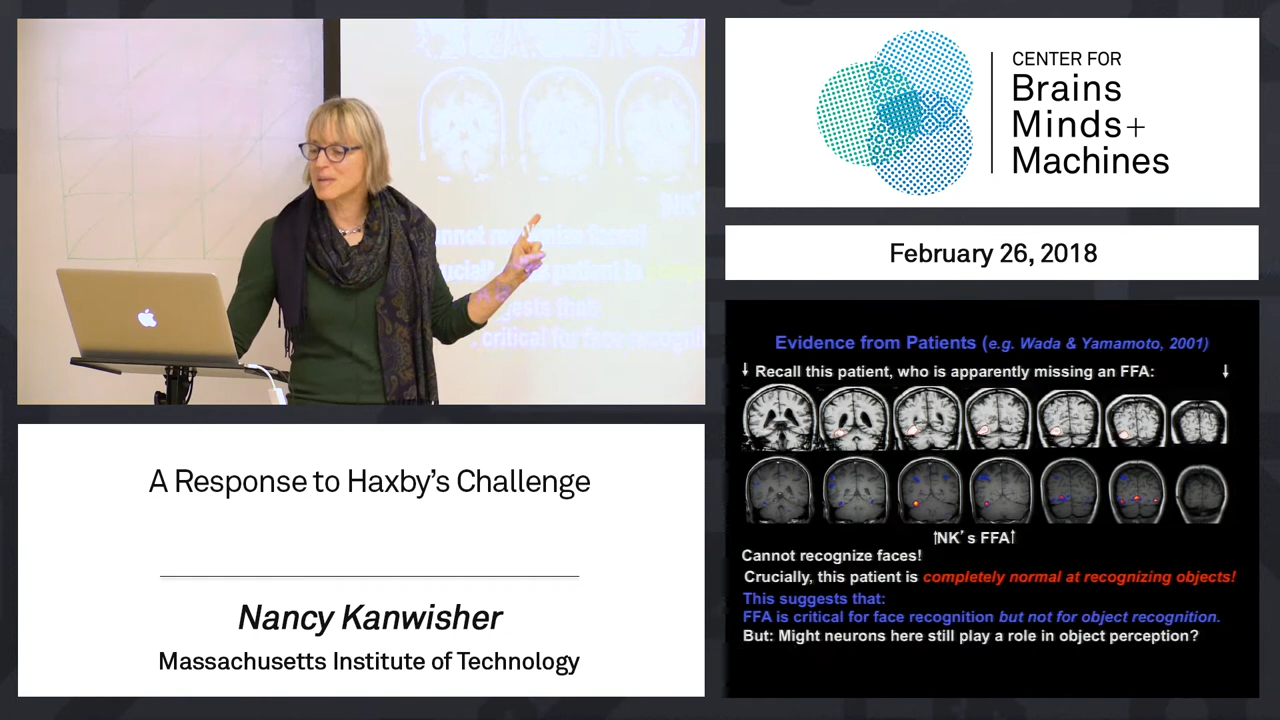 CENTER FOR
Brains
Minds+
Machines
February 26, 2018
A Response to Haxby's Challenge
Nancy Kanwisher
Massachusetts Institute of Technology
Evidence from Patients (e.g. Wada & Yamamoto, 2001)
Recall this patient, who is apparently missing an FFA:
NK's FFA
Cannot recognize faces!
Crucially, this patient is completely normal at recognizing objects!
This suggests that:
FFA is critical for face recognition but not for object recognition.
But: Might neurons here still play a role in object perception?